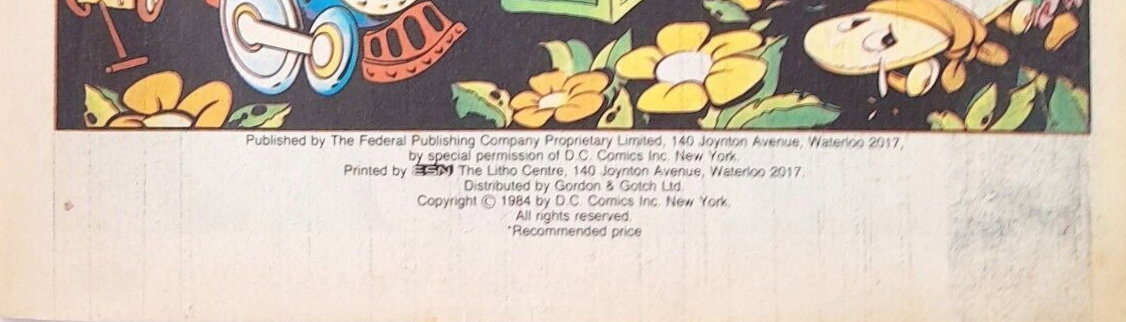 Published by The Federal Publishing Company Proprietary Limited, 140 Joynton Avenue, Waterloo 2017,
by special permission of D.C. Comics Inc. New York.
Printed by ESN The Litho Centre, 140 Joynton Avenue, Waterloo 2017.
Distributed by Gordon & Gotch Ltd.
Copyright © 1984 by D.C. Comics Inc. New York.
All rights reserved.
*Recommended price